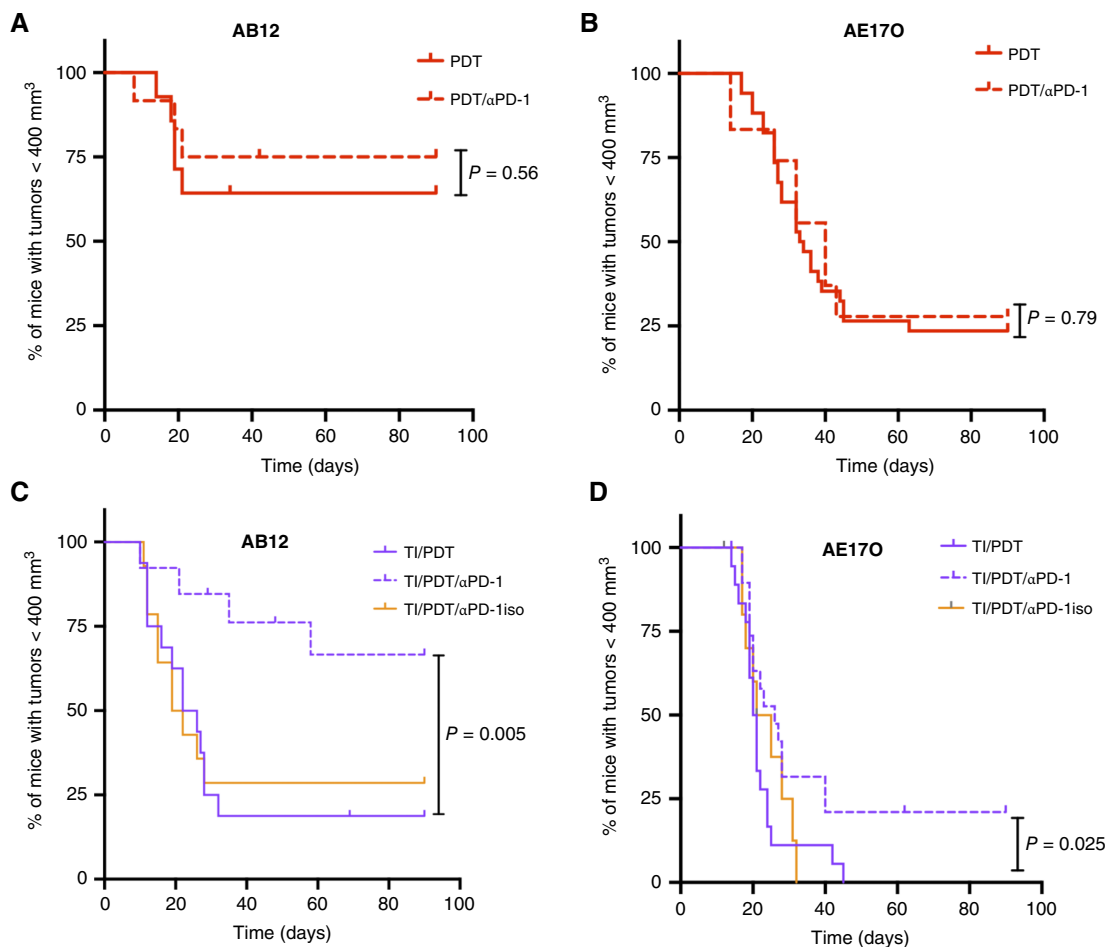 A
AB12
% of mice with tumors < 400 mm³
100
75
50
25
0
0 20 40 60 80 100
Time (days)
PDT
PDT/αPD-1
P = 0.56
B
AE17O
% of mice with tumors < 400 mm³
100
75
50
25
0
0 20 40 60 80 100
Time (days)
PDT
PDT/αPD-1
P = 0.79
C
AB12
% of mice with tumors < 400 mm³
100
75
50
25
0
0 20 40 60 80 100
Time (days)
TI/PDT
TI/PDT/αPD-1
TI/PDT/αPD-1iso
P = 0.005
D
AE17O
% of mice with tumors < 400 mm³
100
75
50
25
0
0 20 40 60 80 100
Time (days)
TI/PDT
TI/PDT/αPD-1
TI/PDT/αPD-1iso
P = 0.025